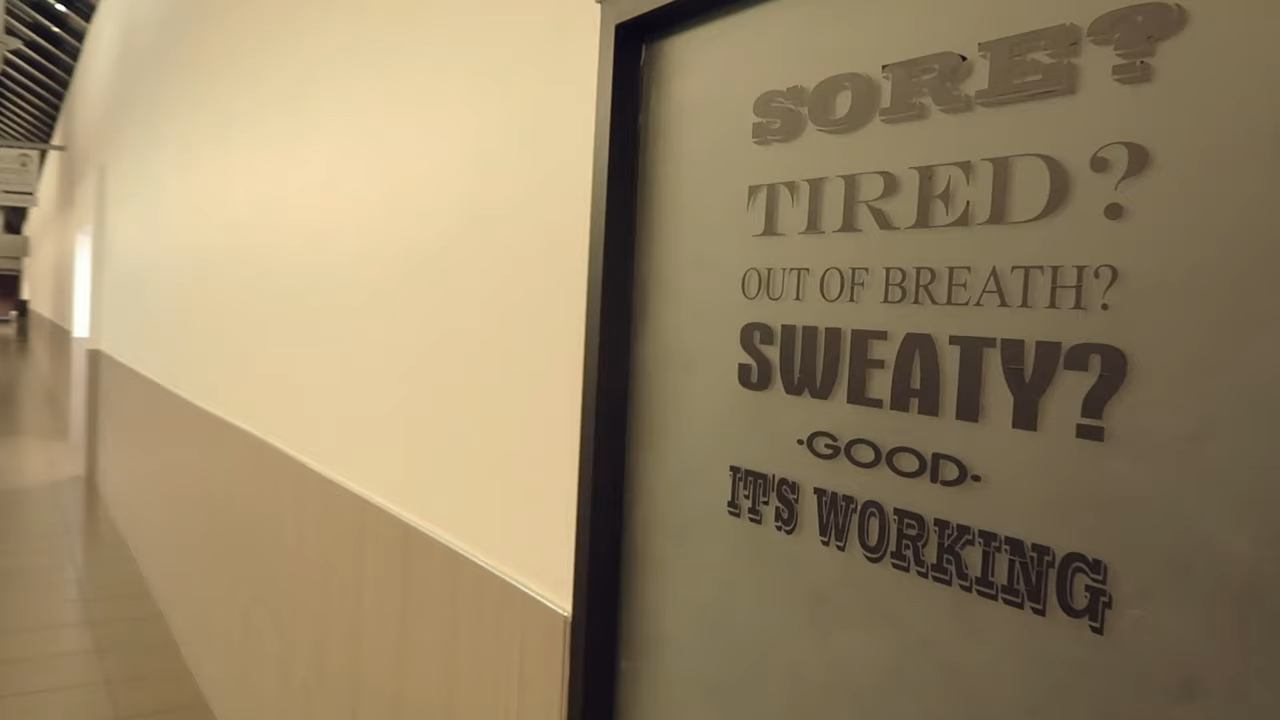 SORE?
TIRED?
OUT OF BREATH?
SWEATY?
·GOOD·
IT'S WORKING